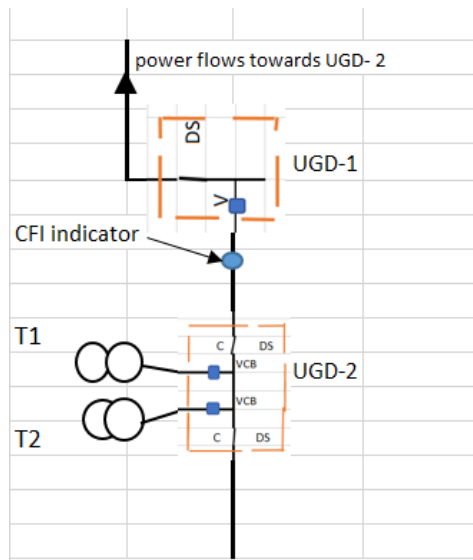 power flows towards UGD- 2
DS
UGD-1
V
CFI indicator
T1
C DS
VCB
UGD-2
VCB
T2
C DS